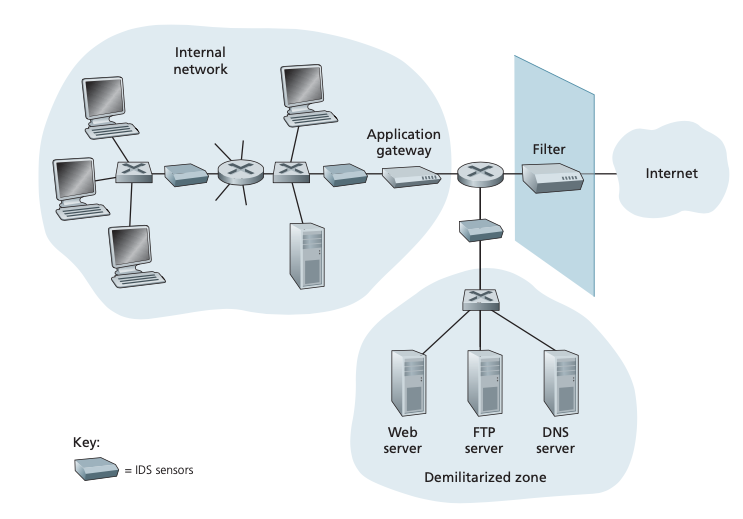 Internal
network
Application
gateway
Filter
Internet
Web
server
FTP
server
DNS
server
Demilitarized zone
Key:
= IDS sensors